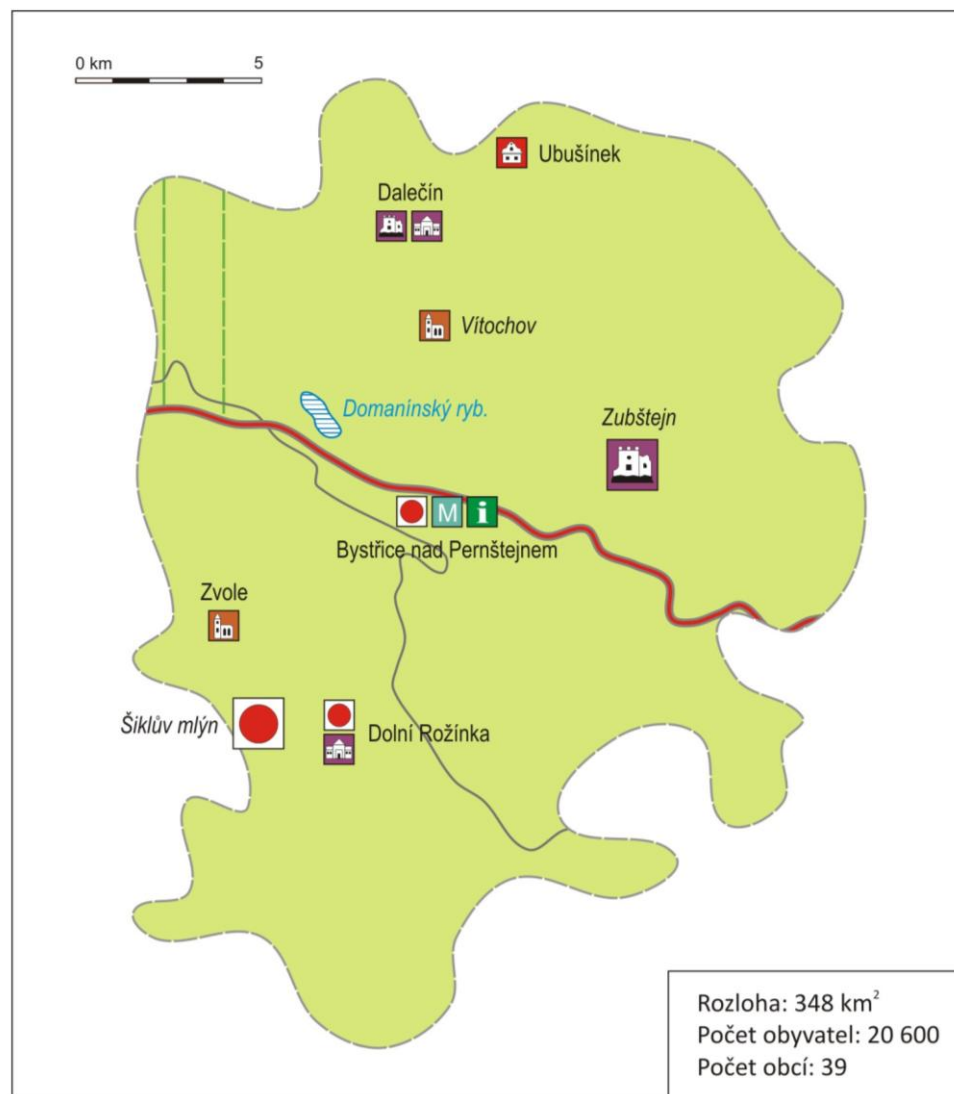 0 km 5
Ubušínek
Dalečín
Vítochov
Domanínský ryb.
Zubštejn
M i
Bystřice nad Pernštejnem
Zvole
Šiklův mlýn
Dolní Rožínka
Rozloha: 348 km²
Počet obyvatel: 20 600
Počet obcí: 39